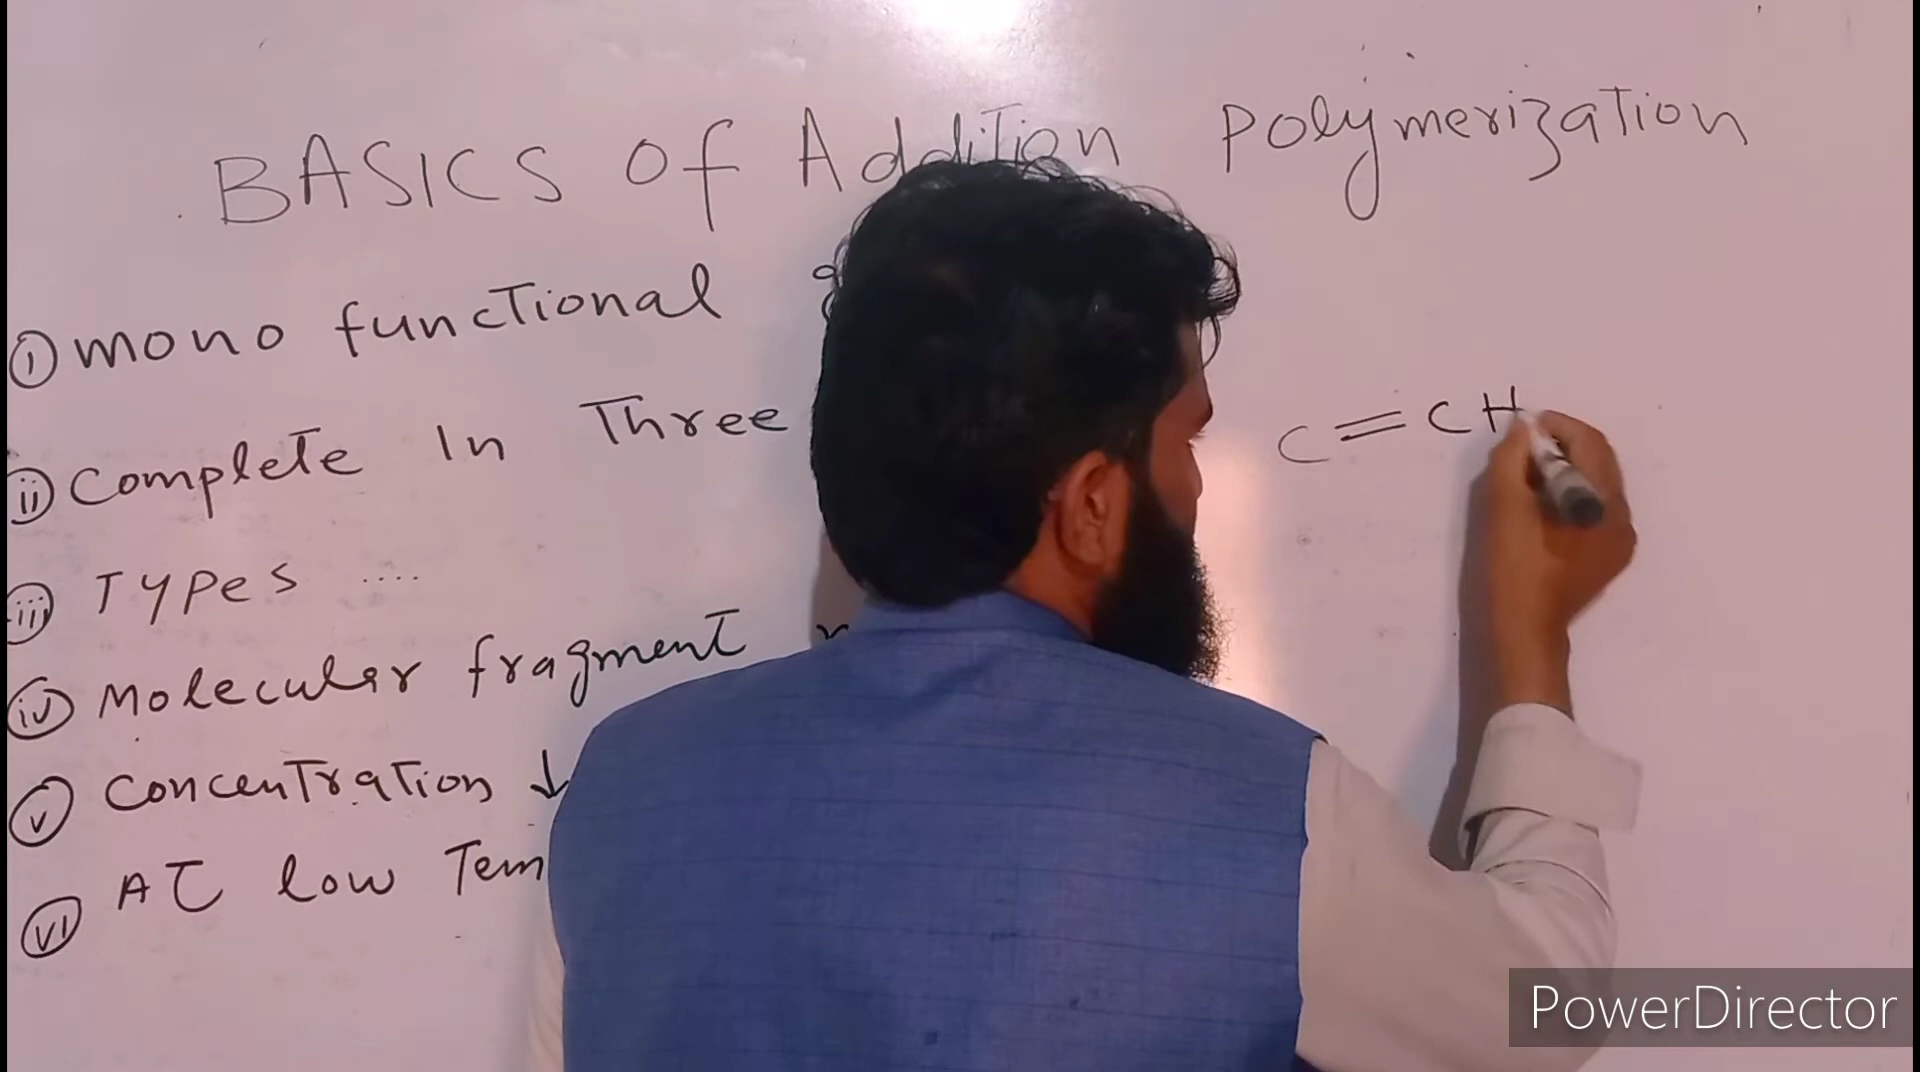 BASICS Of Addition Polymerization
i mono functional
ii Complete In Three
iii Types ....
iv Molecular fragment
v Concentration ↓
vi AT low Tem
C=CH
PowerDirector